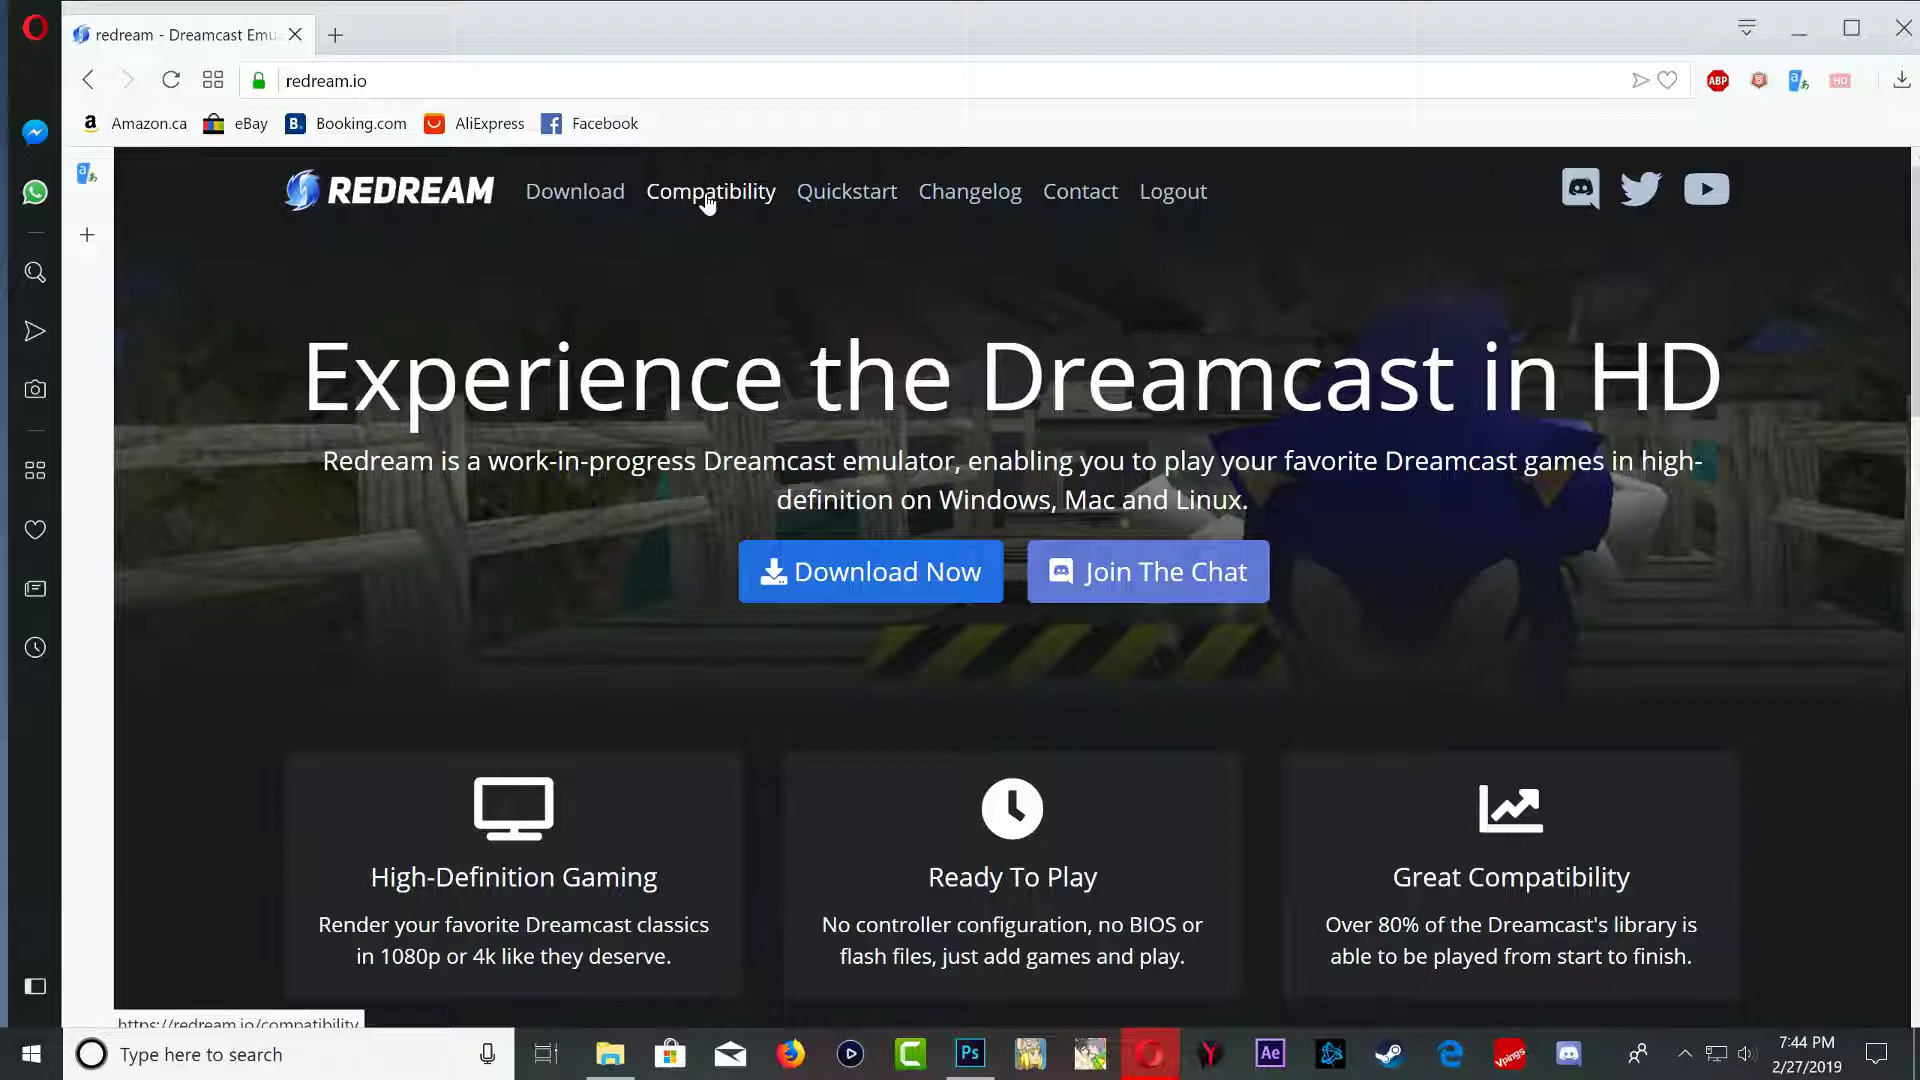 redream - Dreamcast Emu
redream.io
ABP
HD
a Amazon.ca eBay B. Booking.com AliExpress Facebook
REDREAM Download Compatibility Quickstart Changelog Contact Logout
Experience the Dreamcast in HD
Redream is a work-in-progress Dreamcast emulator, enabling you to play your favorite Dreamcast games in high-
definition on Windows, Mac and Linux.
Download Now Join The Chat
High-Definition Gaming
Render your favorite Dreamcast classics
in 1080p or 4k like they deserve.
Ready To Play
No controller configuration, no BIOS or
flash files, just add games and play.
Great Compatibility
Over 80% of the Dreamcast's library is
able to be played from start to finish.
https://redream.io/compatibility
Type here to search
Ps
Ae
Vpings
7:44 PM
2/27/2019